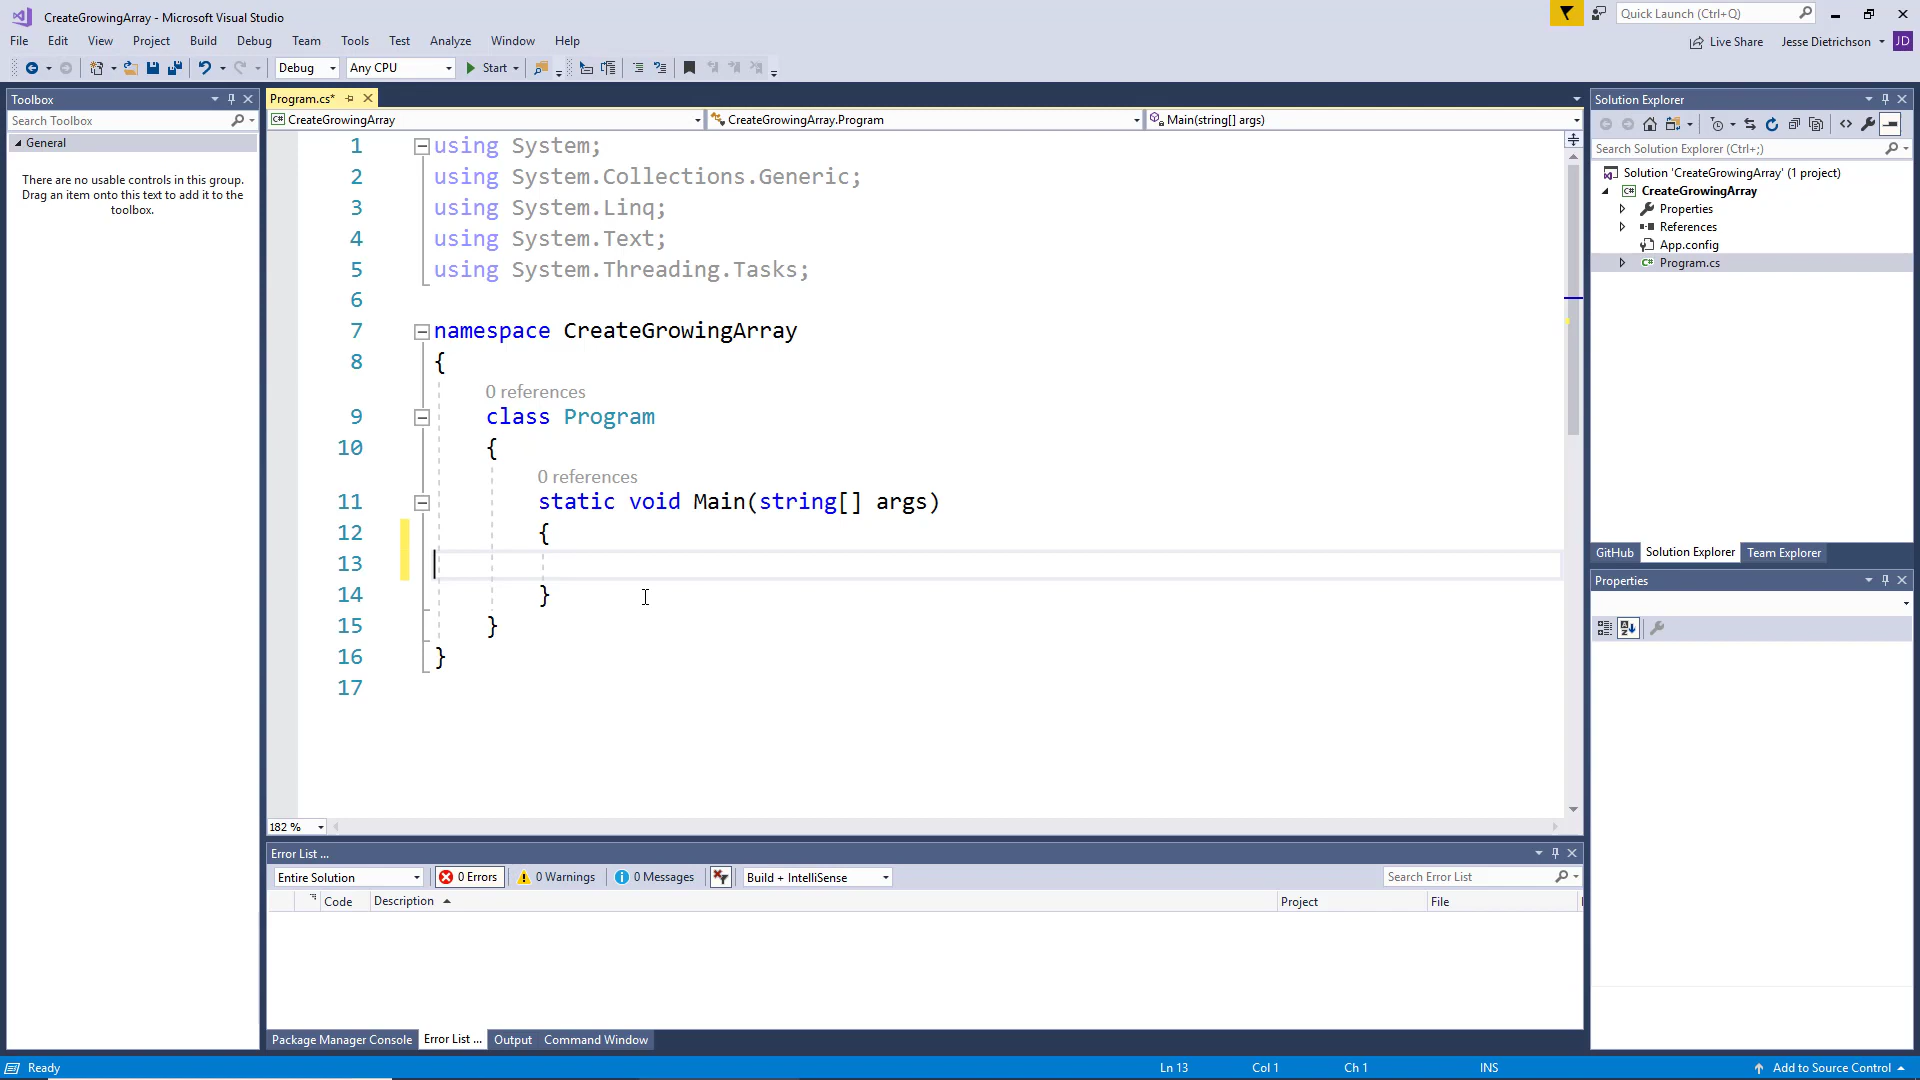 CreateGrowingArray - Microsoft Visual Studio
Quick Launch (Ctrl+Q)
File Edit View Project Build Debug Team Tools Test Analyze Window Help
Live Share Jesse Dietrichson JD
Debug Any CPU Start
Toolbox
Search Toolbox
General
There are no usable controls in this group.
Drag an item onto this text to add it to the
toolbox.
Program.cs*
CreateGrowingArray CreateGrowingArray.Program Main(string[] args)
1 using System;
2 using System.Collections.Generic;
3 using System.Linq;
4 using System.Text;
5 using System.Threading.Tasks;
6
7 namespace CreateGrowingArray
8 {
0 references
9 class Program
10 {
0 references
11 static void Main(string[] args)
12 {
13
14 }
15 }
16 }
17
182 %
Solution Explorer
Search Solution Explorer (Ctrl+;)
Solution 'CreateGrowingArray' (1 project)
CreateGrowingArray
Properties
References
App.config
Program.cs
GitHub Solution Explorer Team Explorer
Properties
Error List ...
Entire Solution 0 Errors 0 Warnings 0 Messages Build + IntelliSense Search Error List
Code Description Project File
Package Manager Console Error List ... Output Command Window
Ready Ln 13 Col 1 Ch 1 INS Add to Source Control